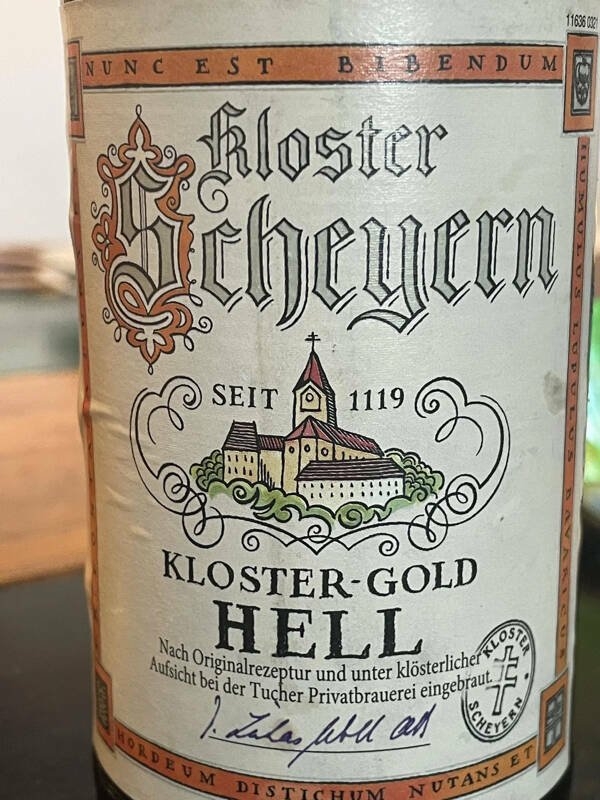 11636 0321
NUNC EST BIBENDUM
Kloster
Scheyern
SEIT 1119
KLOSTER-GOLD
HELL
Nach Originalrezeptur und unter klösterlicher
Aufsicht bei der Tucher Privatbrauerei eingebraut.
KLOSTER
SCHEYERN
HUMULUS LUPULUS BAVARICUS
HORDEUM DISTICHUM NUTANS ET